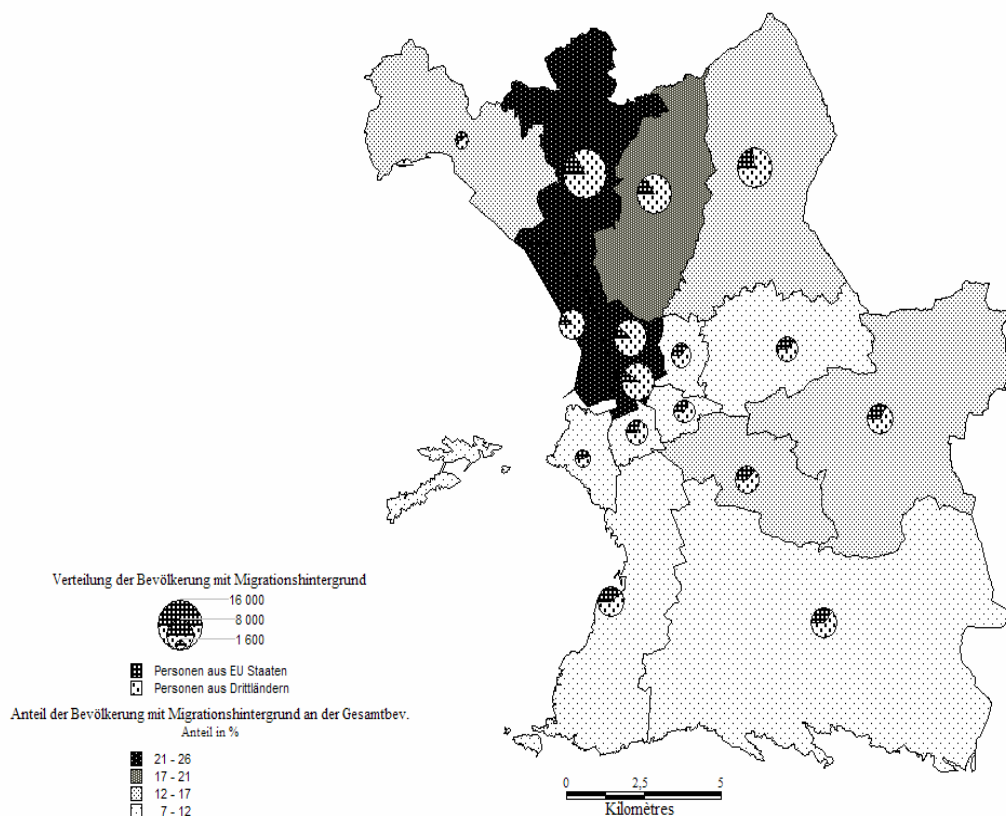 Verteilung der Bevölkerung mit Migrationshintergrund
16 000
8 000
1 600
Personen aus EU Staaten
Personen aus Drittländern
Anteil der Bevölkerung mit Migrationshintergrund an der Gesamtbev.
Anteil in %
21 - 26
17 - 21
12 - 17
7 - 12
0 2,5 5
Kilomètres